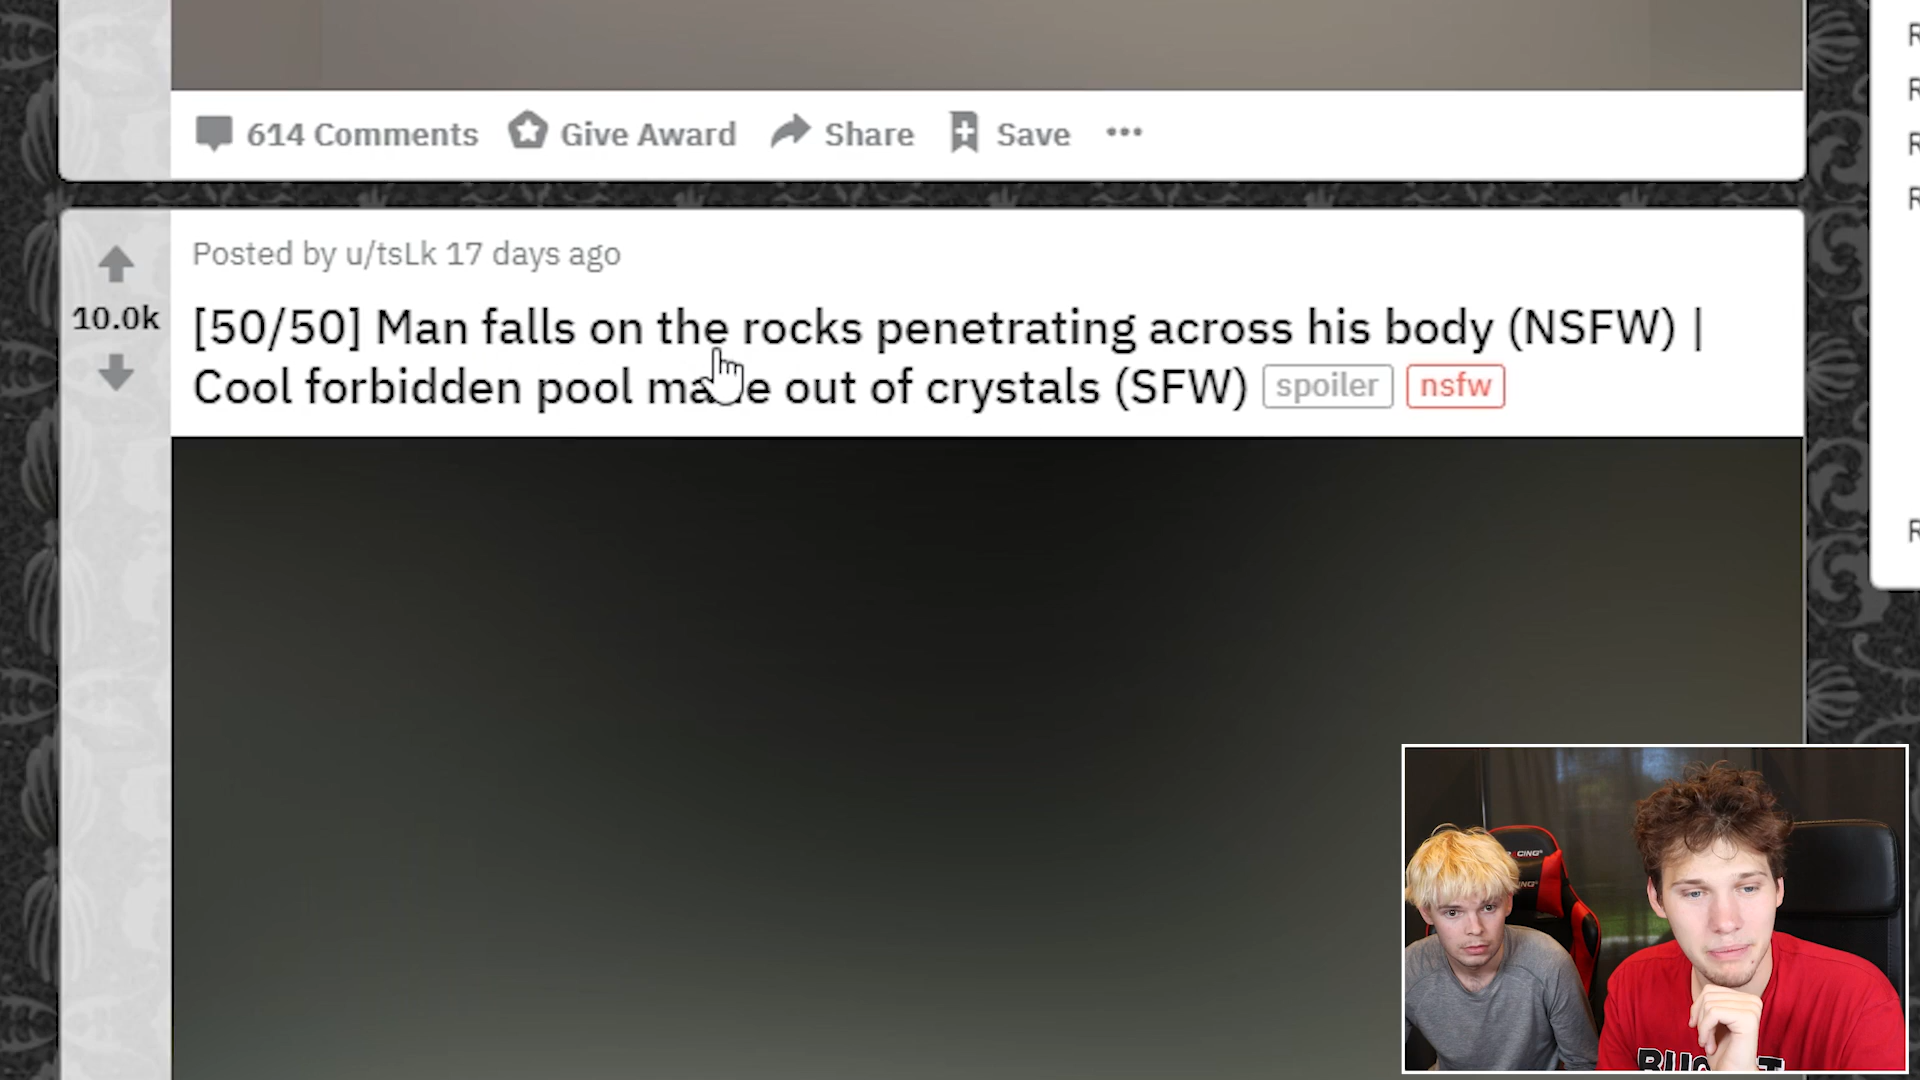 614 Comments Give Award Share Save
Posted by u/tsLk 17 days ago
10.0k
[50/50] Man falls on the rocks penetrating across his body (NSFW) |
Cool forbidden pool made out of crystals (SFW) spoiler nsfw
R
R
R
R
R